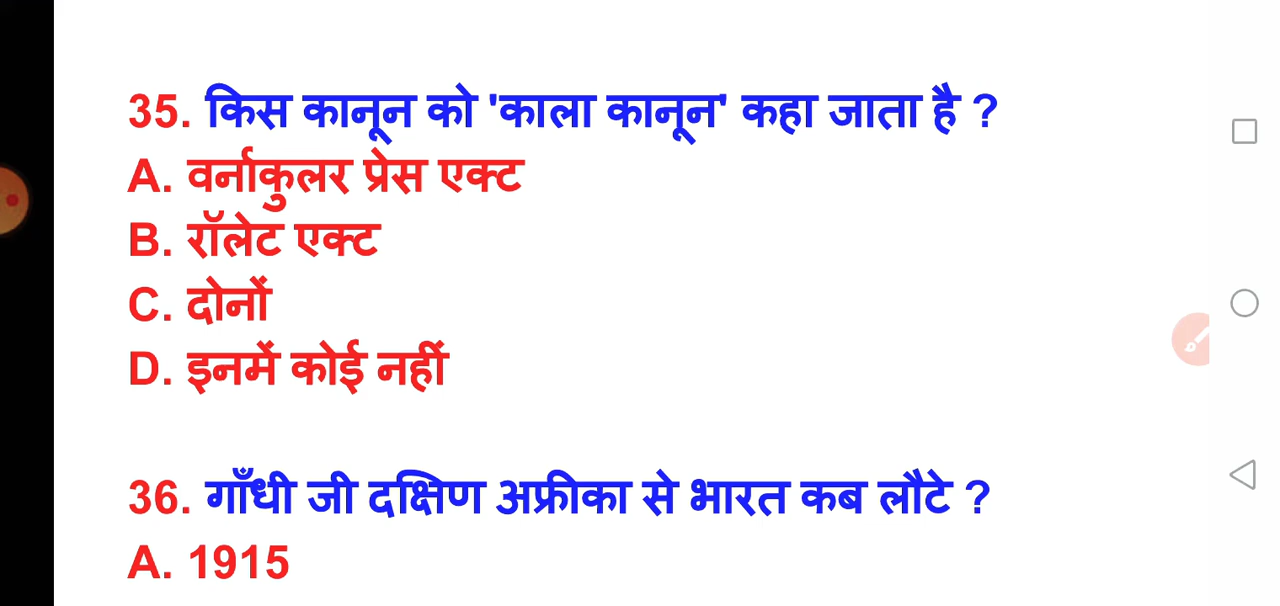 35. किस कानून को 'काला कानून' कहा जाता है ?
A. वर्नाकुलर प्रेस एक्ट
B. रॉलेट एक्ट
C. दोनों
D. इनमें कोई नहीं
36. गाँधी जी दक्षिण अफ्रीका से भारत कब लौटे ?
A. 1915